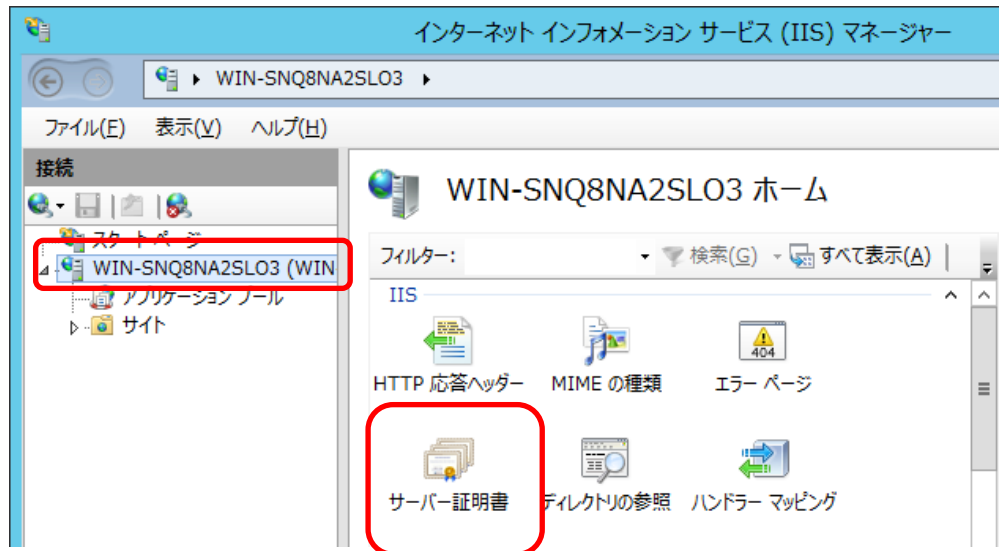 インターネット インフォメーション サービス (IIS) マネージャー
WIN-SNQ8NA2SLO3
ファイル(F) 表示(V) ヘルプ(H)
接続
WIN-SNQ8NA2SLO3 ホーム
スタート ページ
WIN-SNQ8NA2SLO3 (WIN
アプリケーション プール
サイト
フィルター: 検索(G) すべて表示(A)
IIS
404
HTTP 応答ヘッダー MIME の種類 エラー ページ
サーバー証明書 ディレクトリの参照 ハンドラー マッピング